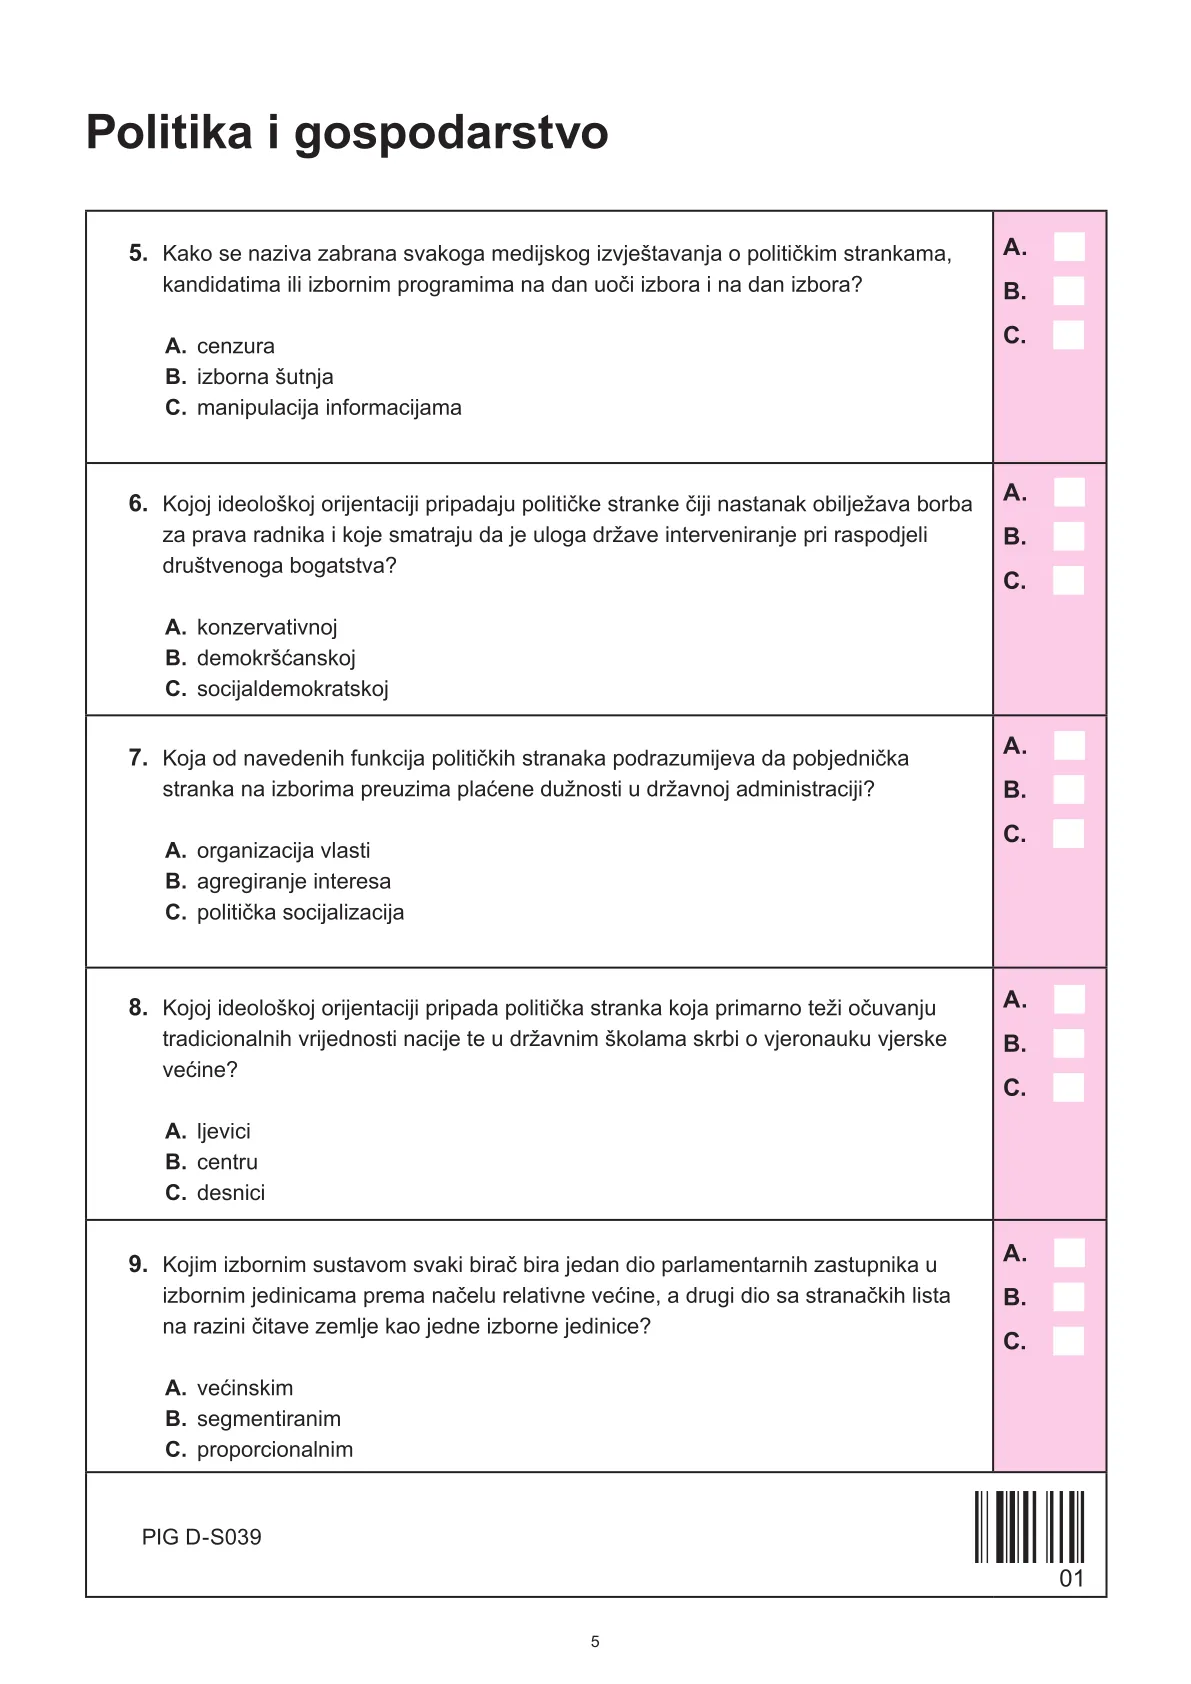 Politika i gospodarstvo
5. Kako se naziva zabrana svakoga medijskog izvještavanja o političkim strankama,
kandidatima ili izbornim programima na dan uoči izbora i na dan izbora?
A. cenzura
B. izborna šutnja
C. manipulacija informacijama
A.
B.
C.
6. Kojoj ideološkoj orijentaciji pripadaju političke stranke čiji nastanak obilježava borba
za prava radnika i koje smatraju da je uloga države interveniranje pri raspodjeli
društvenoga bogatstva?
A. konzervativnoj
B. demokršćanskoj
C. socijaldemokratskoj
A.
B.
C.
7. Koja od navedenih funkcija političkih stranaka podrazumijeva da pobjednička
stranka na izborima preuzima plaćene dužnosti u državnoj administraciji?
A. organizacija vlasti
B. agregiranje interesa
C. politička socijalizacija
A.
B.
C.
8. Kojoj ideološkoj orijentaciji pripada politička stranka koja primarno teži očuvanju
tradicionalnih vrijednosti nacije te u državnim školama skrbi o vjeronauku vjerske
većine?
A. ljevici
B. centru
C. desnici
A.
B.
C.
9. Kojim izbornim sustavom svaki birač bira jedan dio parlamentarnih zastupnika u
izbornim jedinicama prema načelu relativne većine, a drugi dio sa stranačkih lista
na razini čitave zemlje kao jedne izborne jedinice?
A. većinskim
B. segmentiranim
C. proporcionalnim
A.
B.
C.
PIG D-S039
01
5